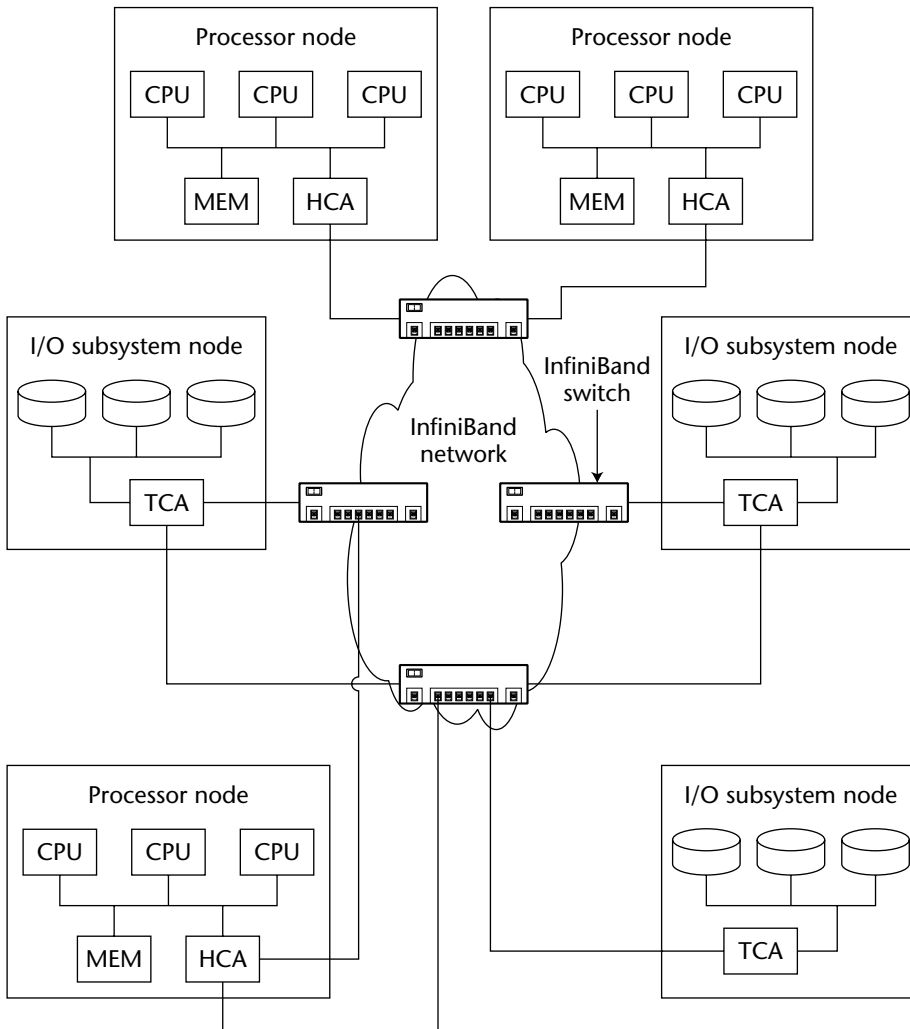 Processor node
CPU CPU CPU
MEM HCA
Processor node
CPU CPU CPU
MEM HCA
I/O subsystem node
TCA
InfiniBand
network
InfiniBand
switch
I/O subsystem node
TCA
Processor node
CPU CPU CPU
MEM HCA
I/O subsystem node
TCA